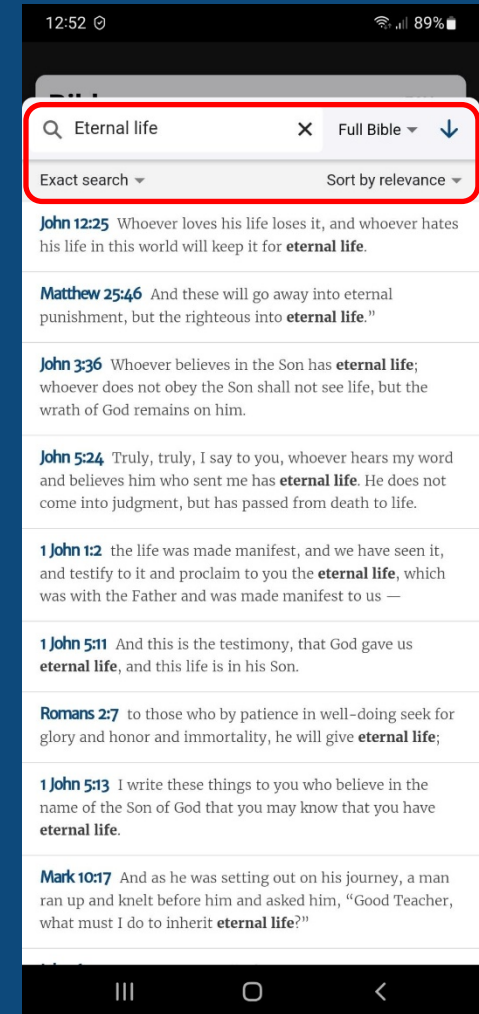 12:52
89%
Eternal life
Full Bible
Exact search
Sort by relevance
John 12:25 Whoever loves his life loses it, and whoever hates
his life in this world will keep it for eternal life.
Matthew 25:46 And these will go away into eternal
punishment, but the righteous into eternal life.”
John 3:36 Whoever believes in the Son has eternal life;
whoever does not obey the Son shall not see life, but the
wrath of God remains on him.
John 5:24 Truly, truly, I say to you, whoever hears my word
and believes him who sent me has eternal life. He does not
come into judgment, but has passed from death to life.
1 John 1:2 the life was made manifest, and we have seen it,
and testify to it and proclaim to you the eternal life, which
was with the Father and was made manifest to us —
1 John 5:11 And this is the testimony, that God gave us
eternal life, and this life is in his Son.
Romans 2:7 to those who by patience in well-doing seek for
glory and honor and immortality, he will give eternal life;
1 John 5:13 I write these things to you who believe in the
name of the Son of God that you may know that you have
eternal life.
Mark 10:17 And as he was setting out on his journey, a man
ran up and knelt before him and asked him, “Good Teacher,
what must I do to inherit eternal life?”